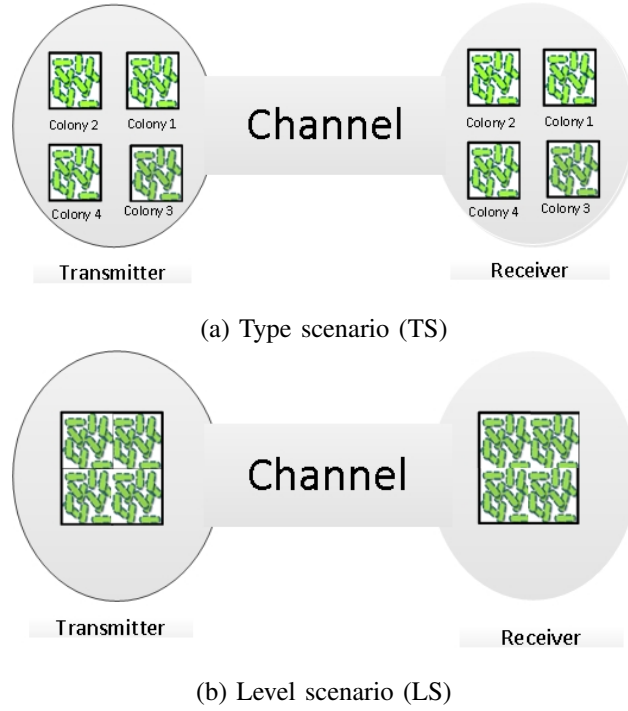 Colony 2 Colony 1 Channel Colony 2 Colony 1
Colony 4 Colony 3 Colony 4 Colony 3
Transmitter Receiver
(a) Type scenario (TS)
Channel
Transmitter Receiver
(b) Level scenario (LS)